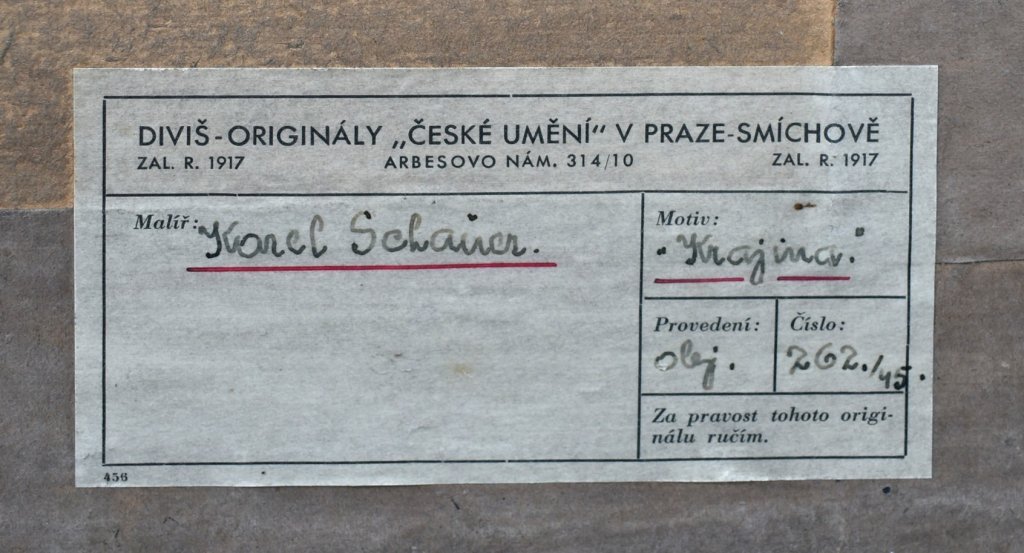 DIVIŠ-ORIGINÁLY „ČESKÉ UMĚNÍ“ V PRAZE-SMÍCHOVĚ
ZAL. R. 1917 ARBESOVO NÁM. 314/10 ZAL. R. 1917
Malíř: Karel Schauer.
Motiv:
"Krajina."
Provedení:
olej.
Číslo:
262./45.
Za pravost tohoto origi-
nálu ručím.
456